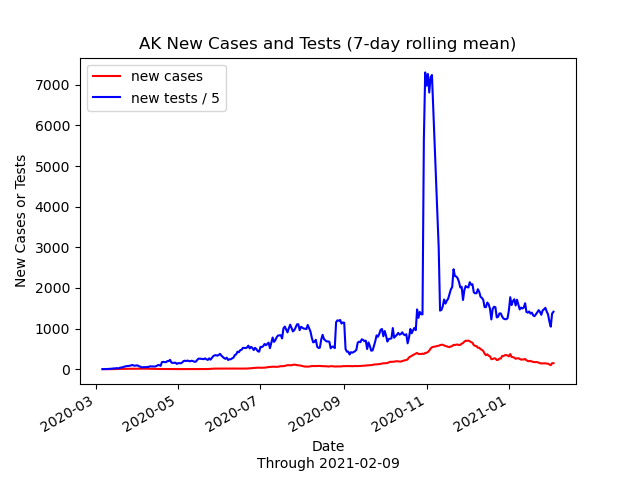 AK New Cases and Tests (7-day rolling mean)
new cases
new tests / 5
New Cases or Tests
7000
6000
5000
4000
3000
2000
1000
0
2020-03
2020-05
2020-07
2020-09
2020-11
2021-01
Date
Through 2021-02-09